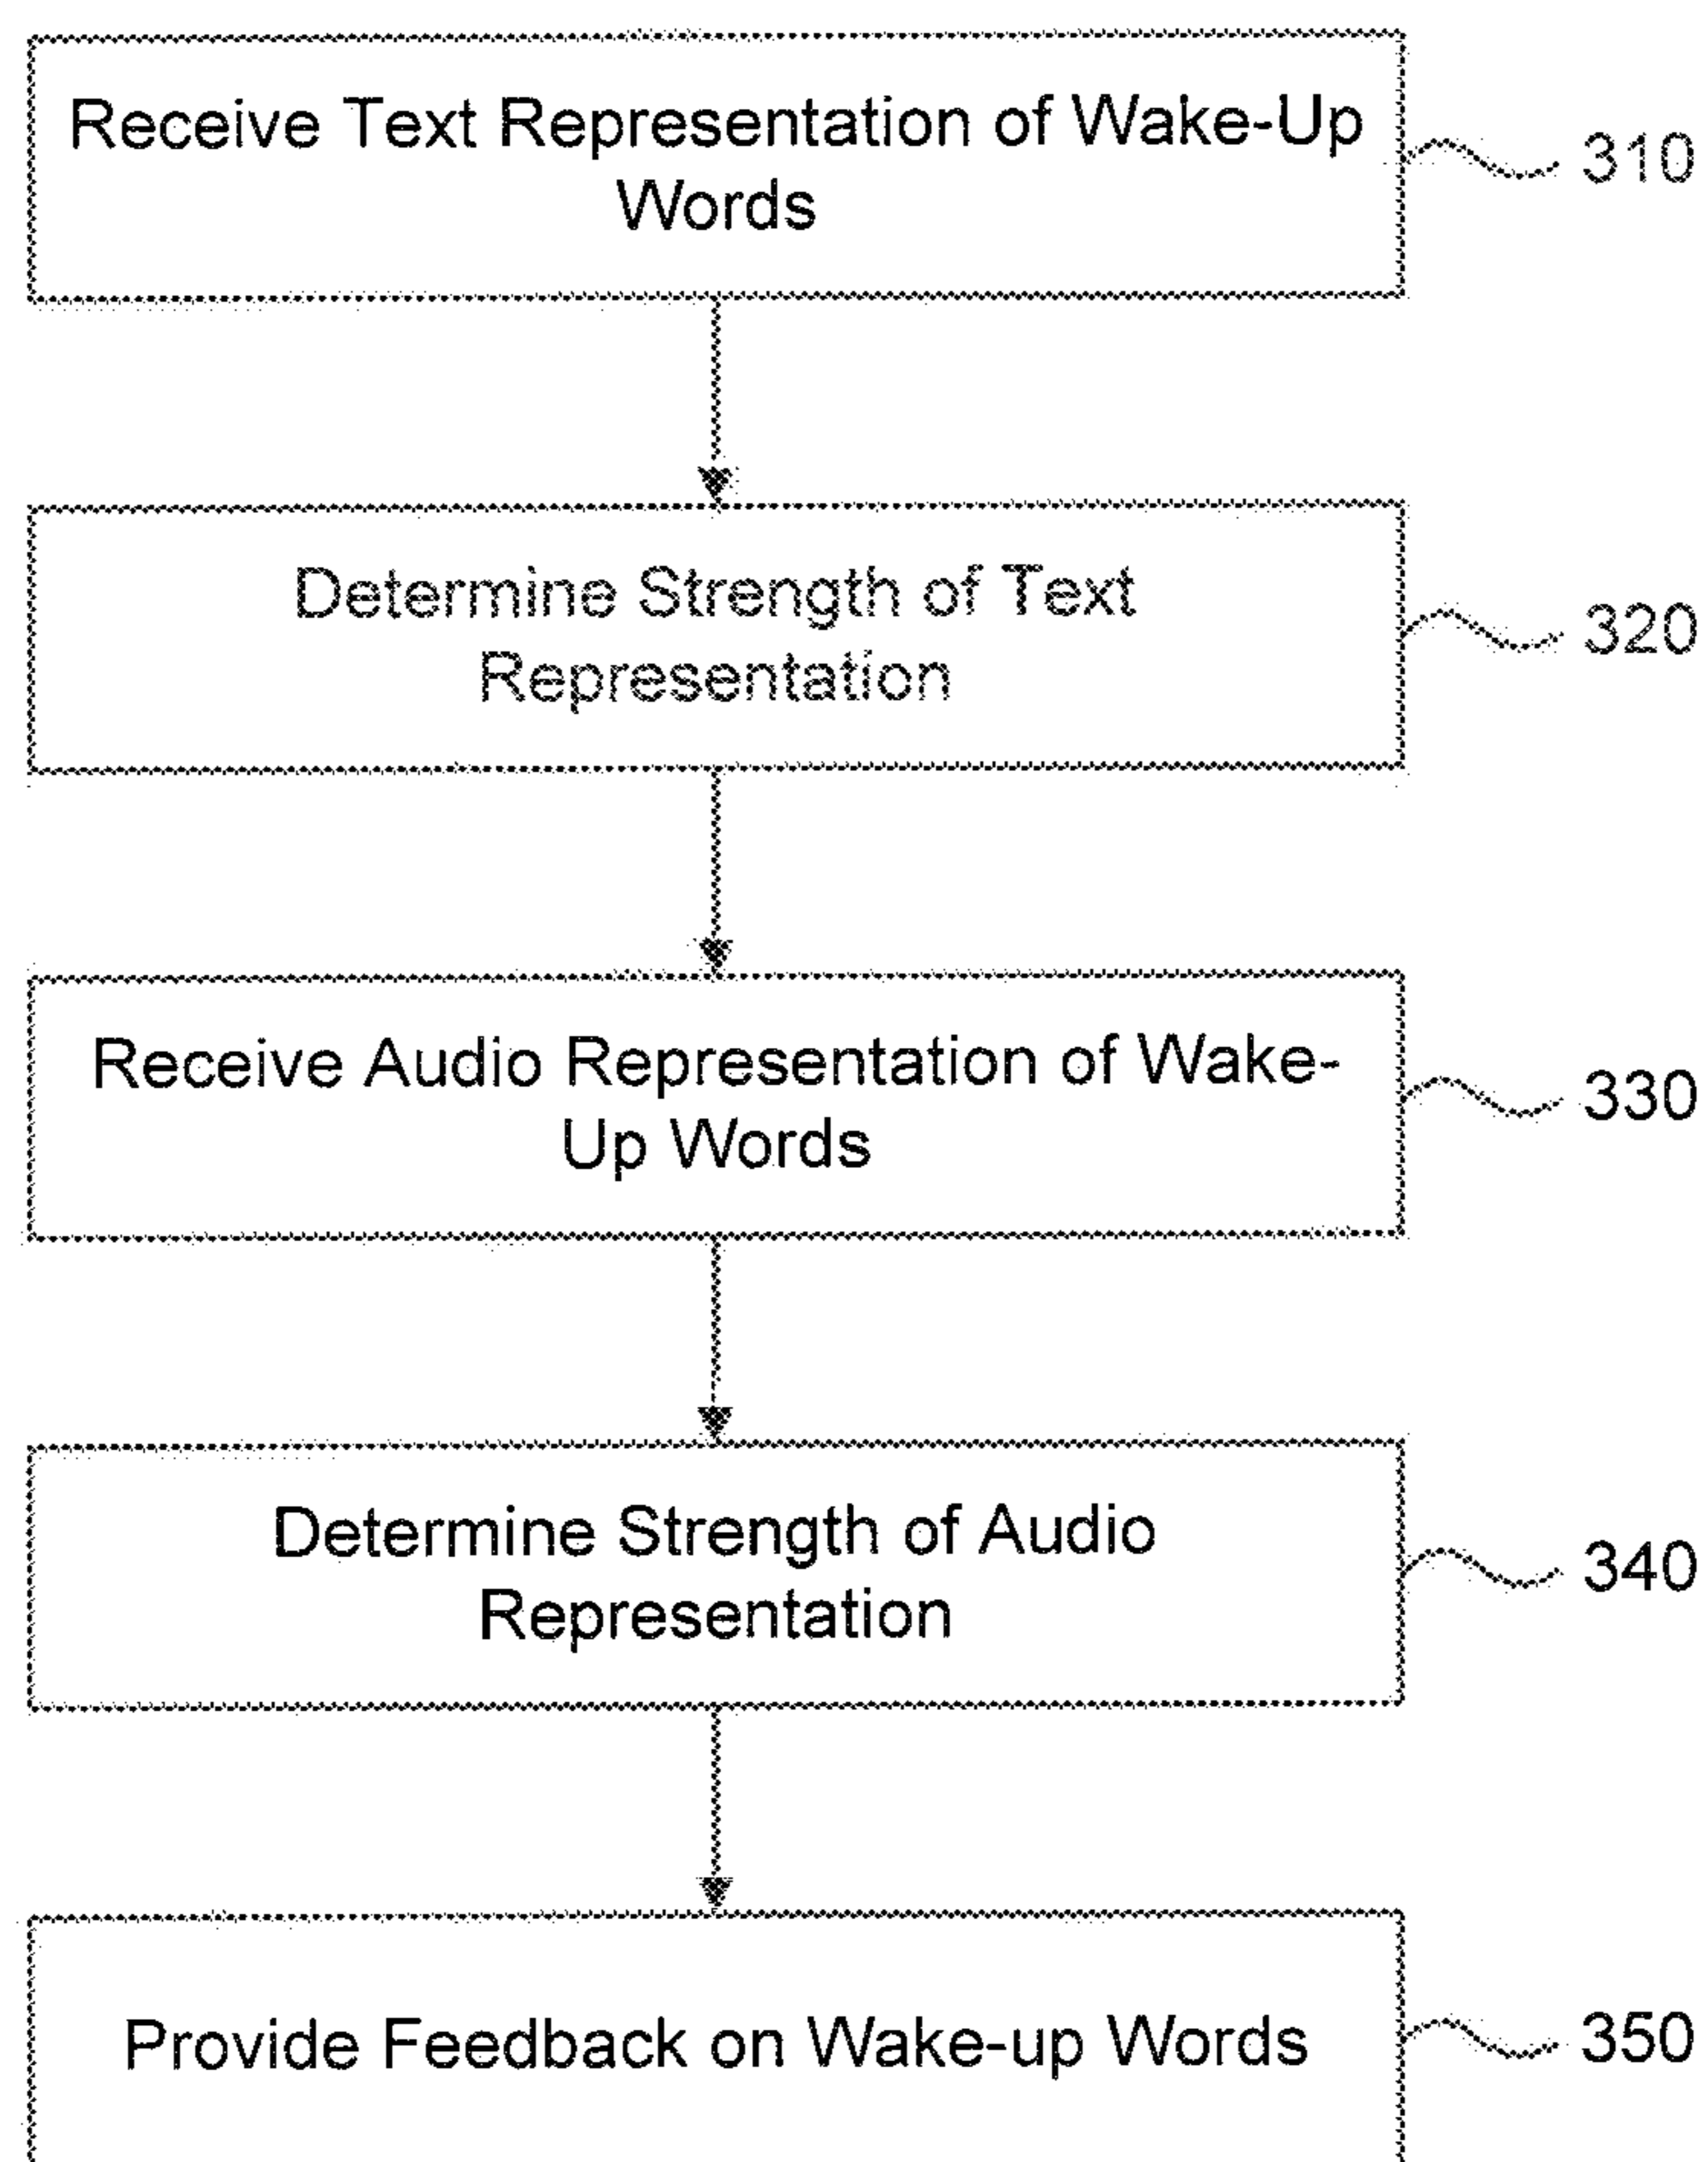 Receive Text Representation of Wake-Up
Words
310
Determine Strength of Text
Representation
320
Receive Audio Representation of Wake-
Up Words
330
Determine Strength of Audio
Representation
340
Provide Feedback on Wake-up Words
350